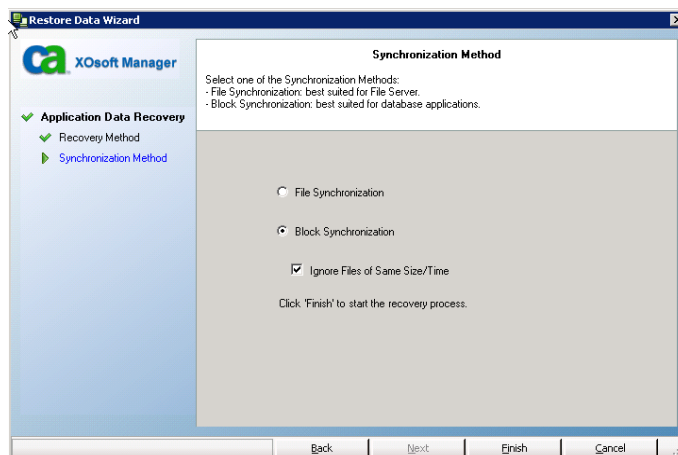 Restore Data Wizard
ca
XOsoft Manager
Application Data Recovery
Recovery Method
Synchronization Method
Synchronization Method
Select one of the Synchronization Methods:
- File Synchronization: best suited for File Server.
- Block Synchronization: best suited for database applications.
File Synchronization
Block Synchronization
Ignore Files of Same Size/Time
Click 'Finish' to start the recovery process.
Back Next Finish Cancel